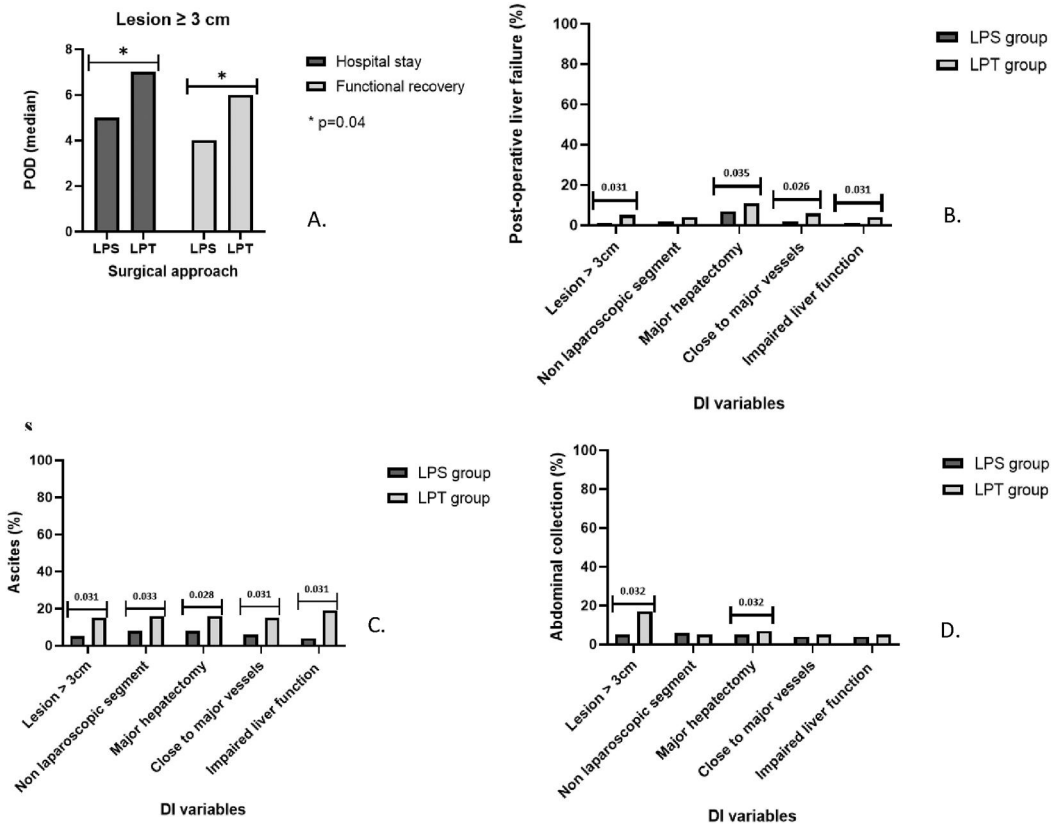 Lesion ≥ 3 cm
POD (median)
8
6
4
2
0
*
*
LPS
LPT
LPS
LPT
Surgical approach
Hospital stay
Functional recovery
* p=0.04
A.
Post-operative liver failure (%)
100
80
60
40
20
0
0.031
0.035
0.026
0.031
Lesion > 3cm
Non laparoscopic segment
Major hepatectomy
Close to major vessels
Impaired liver function
DI variables
LPS group
LPT group
B.
s
Ascites (%)
100
80
60
40
20
0
0.031
0.033
0.028
0.031
0.031
Lesion > 3cm
Non laparoscopic segment
Major hepatectomy
Close to major vessels
Impaired liver function
DI variables
LPS group
LPT group
C.
Abdominal collection (%)
100
80
60
40
20
0
0.032
0.032
Lesion > 3cm
Non laparoscopic segment
Major hepatectomy
Close to major vessels
Impaired liver function
DI variables
LPS group
LPT group
D.